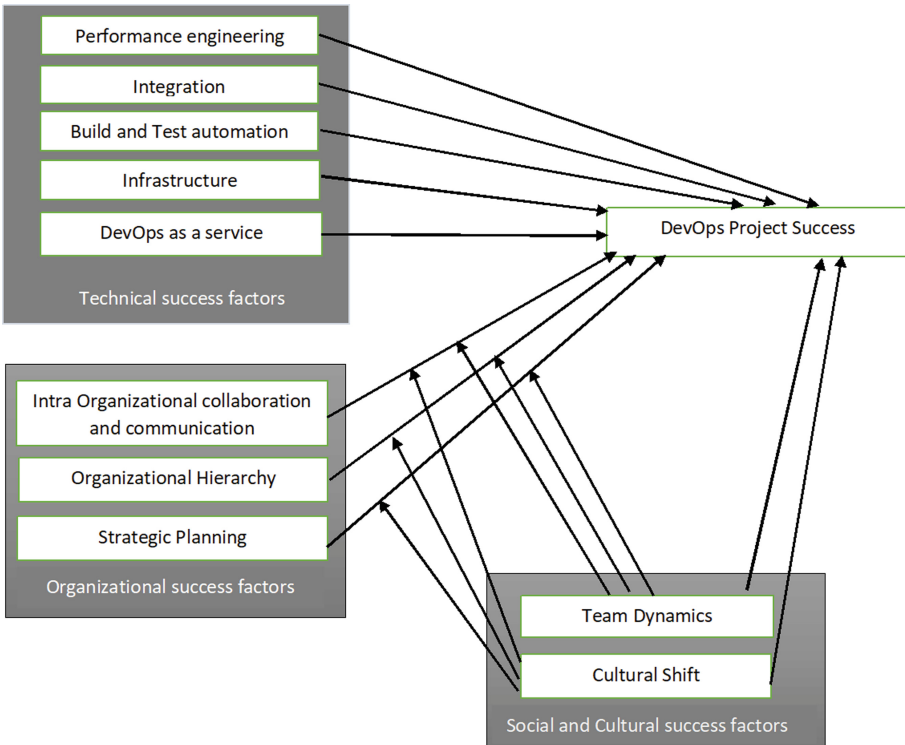 Performance engineering
Integration
Build and Test automation
Infrastructure
DevOps as a service
Technical success factors
DevOps Project Success
Intra Organizational collaboration
and communication
Organizational Hierarchy
Strategic Planning
Organizational success factors
Team Dynamics
Cultural Shift
Social and Cultural success factors